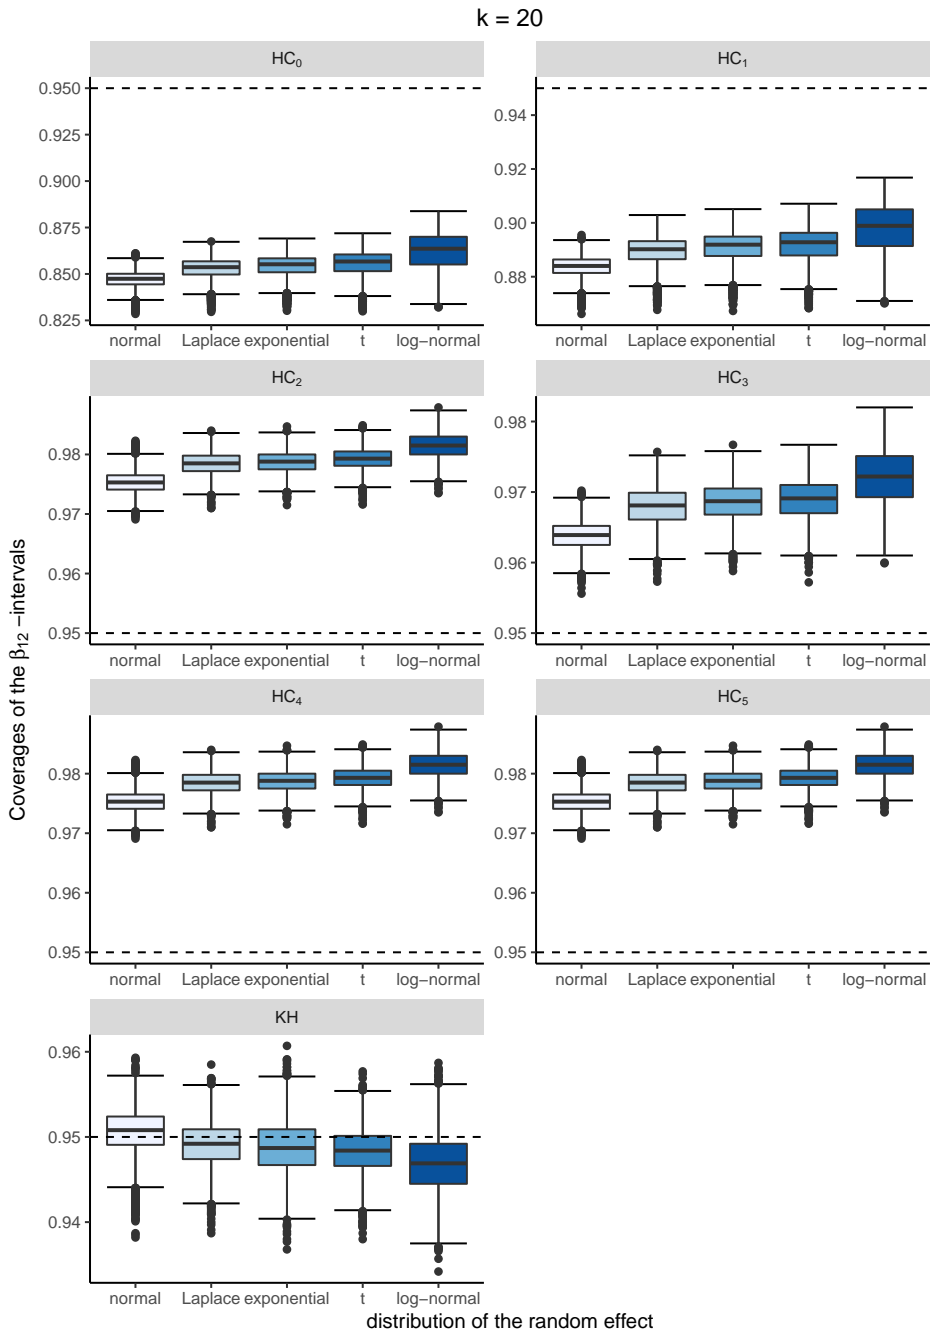 k = 20
HC₀
HC₁
0.950
0.925
0.900
0.875
0.850
0.825
0.94
0.92
0.90
0.88
normal Laplace exponential t log−normal
normal Laplace exponential t log−normal
HC₂
HC₃
0.98
0.97
0.96
0.95
0.98
0.97
0.96
0.95
normal Laplace exponential t log−normal
normal Laplace exponential t log−normal
Coverages of the β₁₂ −intervals
HC₄
HC₅
0.98
0.97
0.96
0.95
0.98
0.97
0.96
0.95
normal Laplace exponential t log−normal
normal Laplace exponential t log−normal
KH
0.96
0.95
0.94
normal Laplace exponential t log−normal
distribution of the random effect